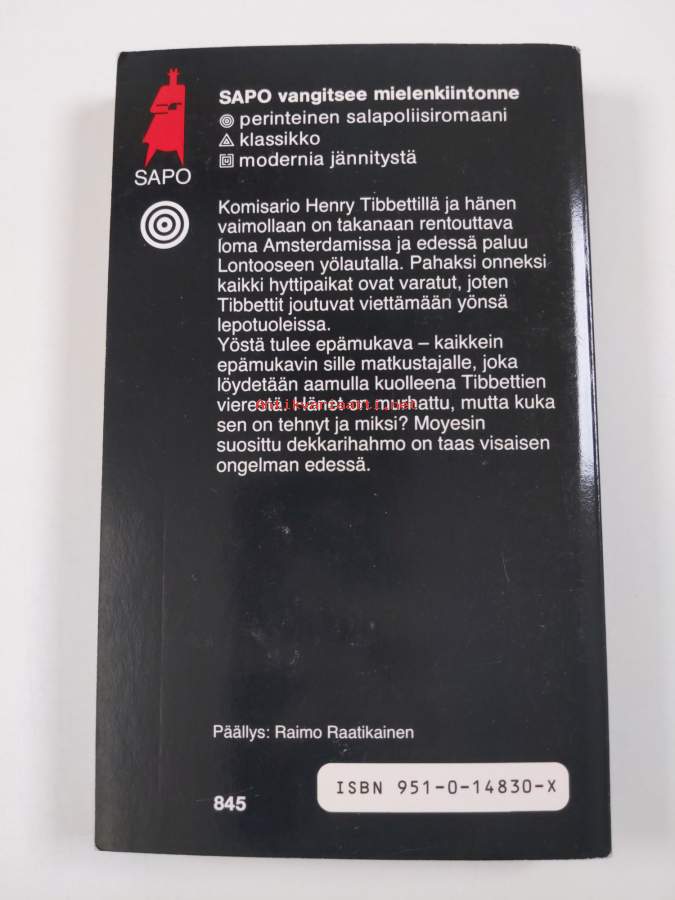 SAPO vangitsee mielenkiintonne
perinteinen salapoliisiromaani
klassikko
modernia jännitystä
SAPO
Komisario Henry Tibbettillä ja hänen
vaimollaan on takanaan rentouttava
loma Amsterdamissa ja edessä paluu
Lontooseen yölautalla. Pahaksi onneksi
kaikki hyttipaikat ovat varatut, joten
Tibbettit joutuvat viettämään yönsä
lepotuoleissa.
Yöstä tulee epämukava – kaikkein
epämukavin sille matkustajalle, joka
löydetään aamulla kuolleena Tibbettien
vierestä. Hänet on murhattu, mutta kuka
sen on tehnyt ja miksi? Moyesin
suosittu dekkarihahmo on taas visaisen
ongelman edessä.
Päällys: Raimo Raatikainen
ISBN 951-0-14830-X
845